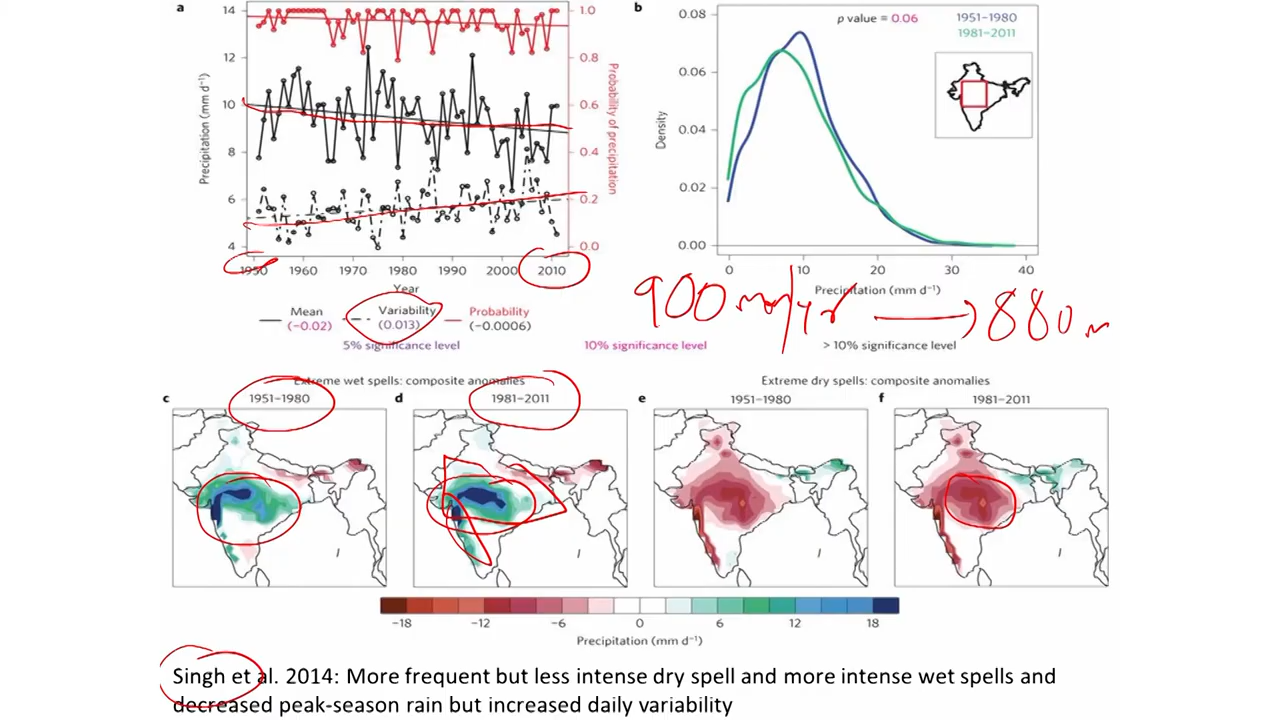 a
14
12
10
8
6
4
Precipitation (mm d⁻¹)
1.0
0.8
0.6
0.4
0.2
0.0
Probability of precipitation
1950 1960 1970 1980 1990 2000 2010
Year
Mean
(−0.02)
Variability
(0.013)
Probability
(−0.0006)
b
0.08
0.06
0.04
0.02
0.00
Density
p value = 0.06
1951–1980
1981–2011
0 10 20 30 40
Precipitation (mm d⁻¹)
900 mm/yr → 880 m
5% significance level 10% significance level > 10% significance level
Extreme wet spells: composite anomalies
Extreme dry spells: composite anomalies
c 1951–1980
d 1981–2011
e 1951–1980
f 1981–2011
−18 −12 −6 0 6 12 18
Precipitation (mm d⁻¹)
Singh et al. 2014: More frequent but less intense dry spell and more intense wet spells and
decreased peak-season rain but increased daily variability